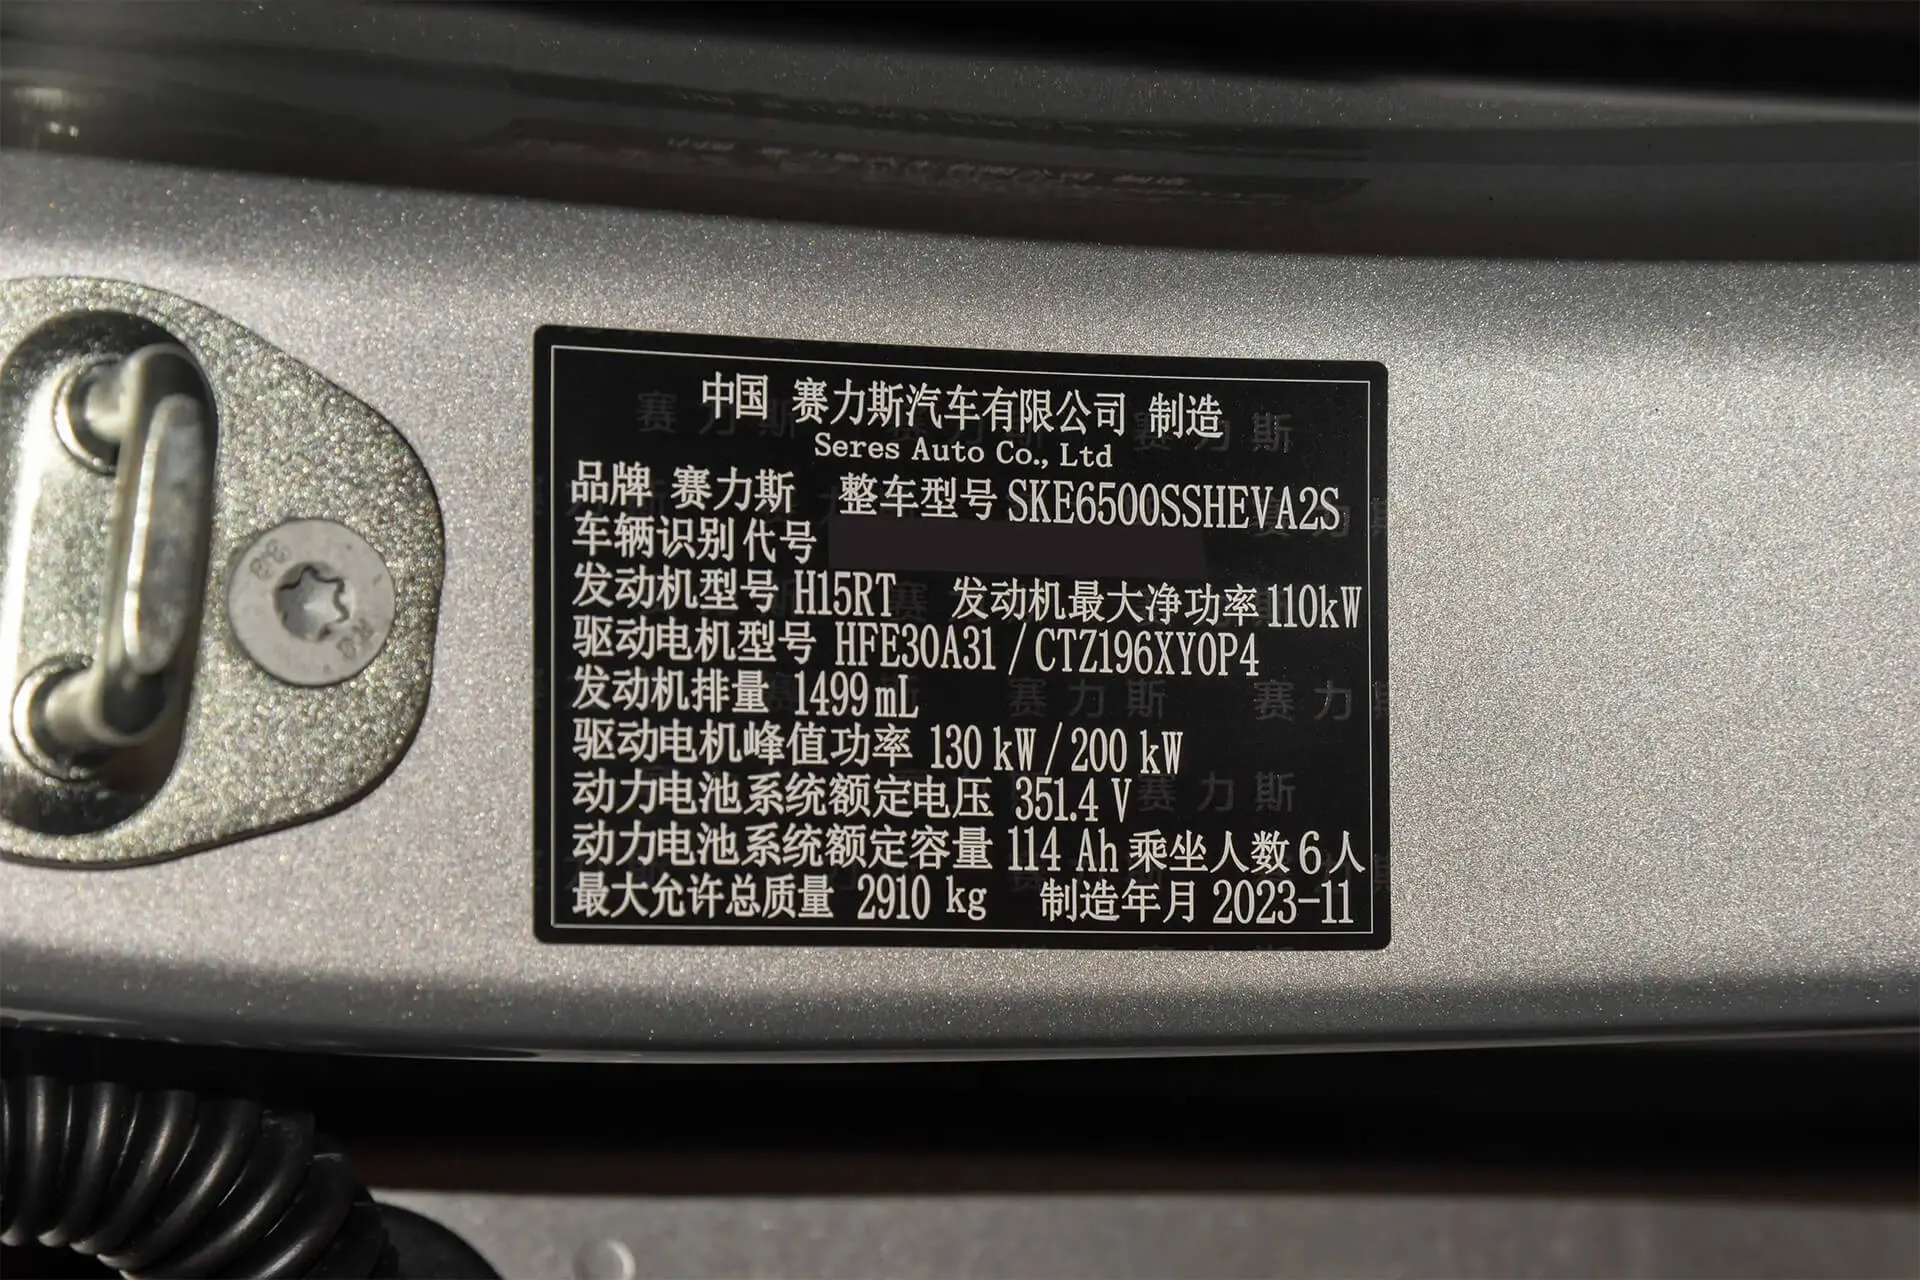 中国 赛力斯汽车有限公司 制造
Seres Auto Co., Ltd
品牌 赛力斯 整车型号 SKE6500SSHEVA2S
车辆识别代号
发动机型号 H15RT 发动机最大净功率 110kW
驱动电机型号 HFE30A31 / CTZ196XY0P4
发动机排量 1499mL
驱动电机峰值功率 130 kW / 200 kW
动力电池系统额定电压 351.4 V
动力电池系统额定容量 114 Ah 乘坐人数 6 人
最大允许总质量 2910 kg 制造年月 2023-11